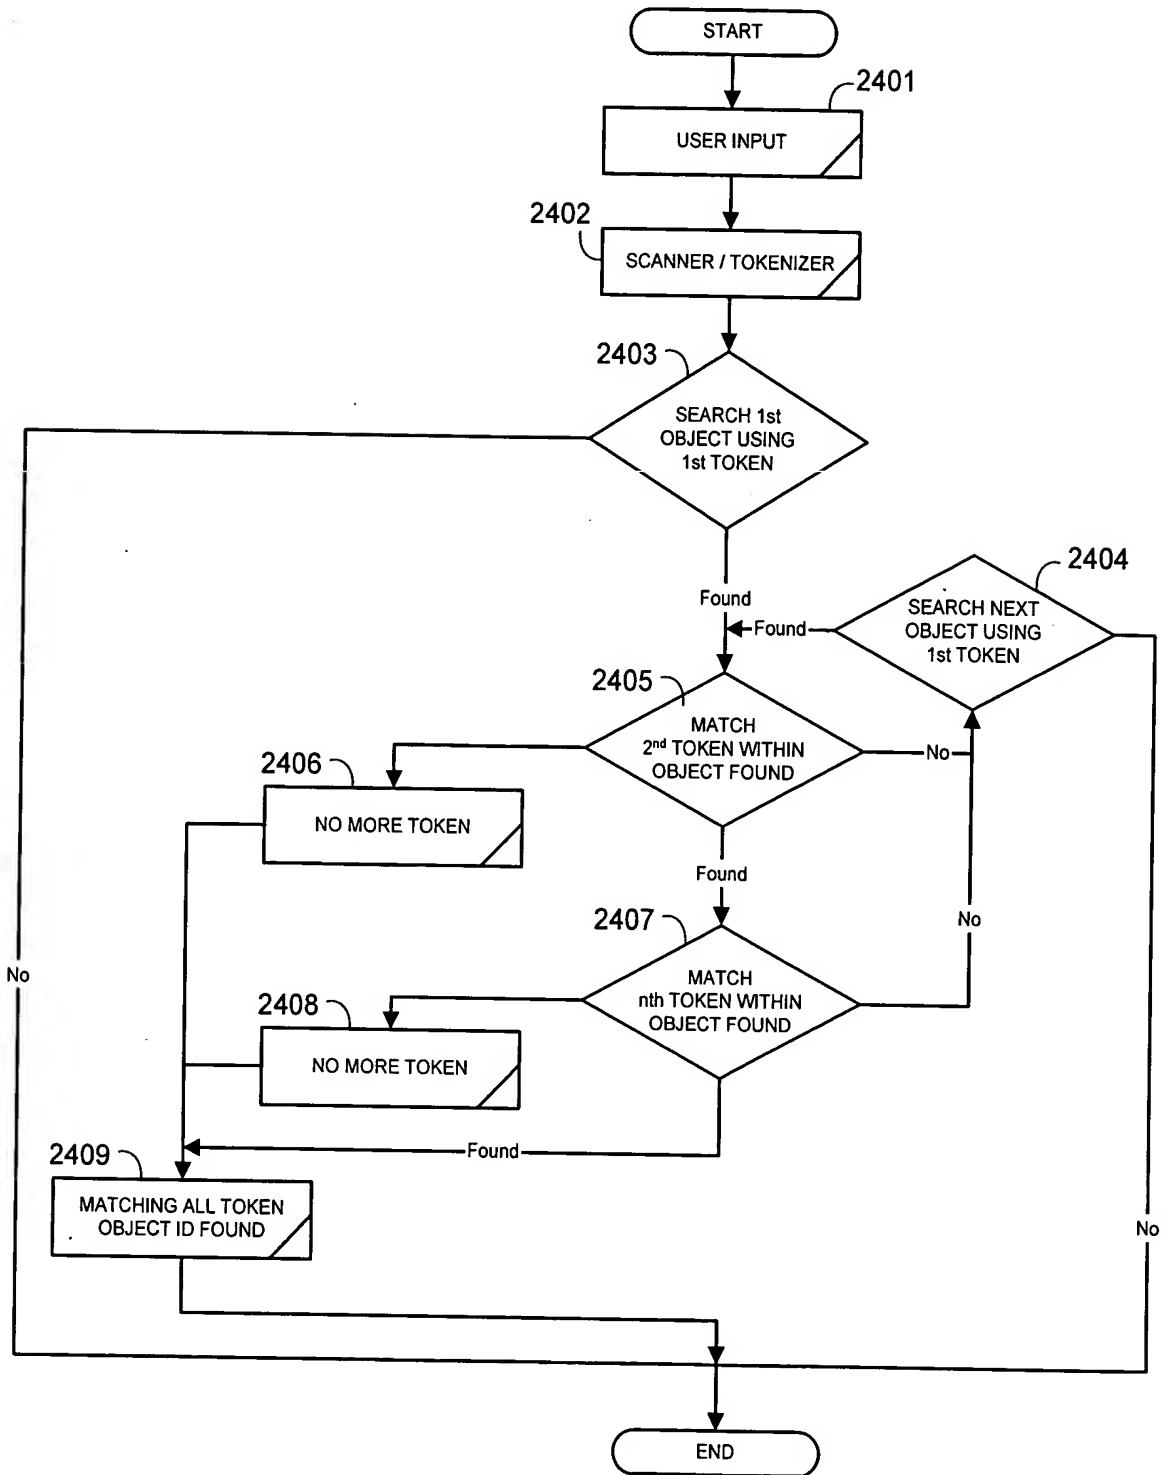 START
2401
USER INPUT
2402
SCANNER / TOKENIZER
2403
SEARCH 1st
OBJECT USING
1st TOKEN
2404
SEARCH NEXT
OBJECT USING
1st TOKEN
Found
Found
2405
MATCH
2nd TOKEN WITHIN
OBJECT FOUND
No
2406
NO MORE TOKEN
Found
2407
MATCH
nth TOKEN WITHIN
OBJECT FOUND
No
No
2408
NO MORE TOKEN
Found
2409
MATCHING ALL TOKEN
OBJECT ID FOUND
No
END